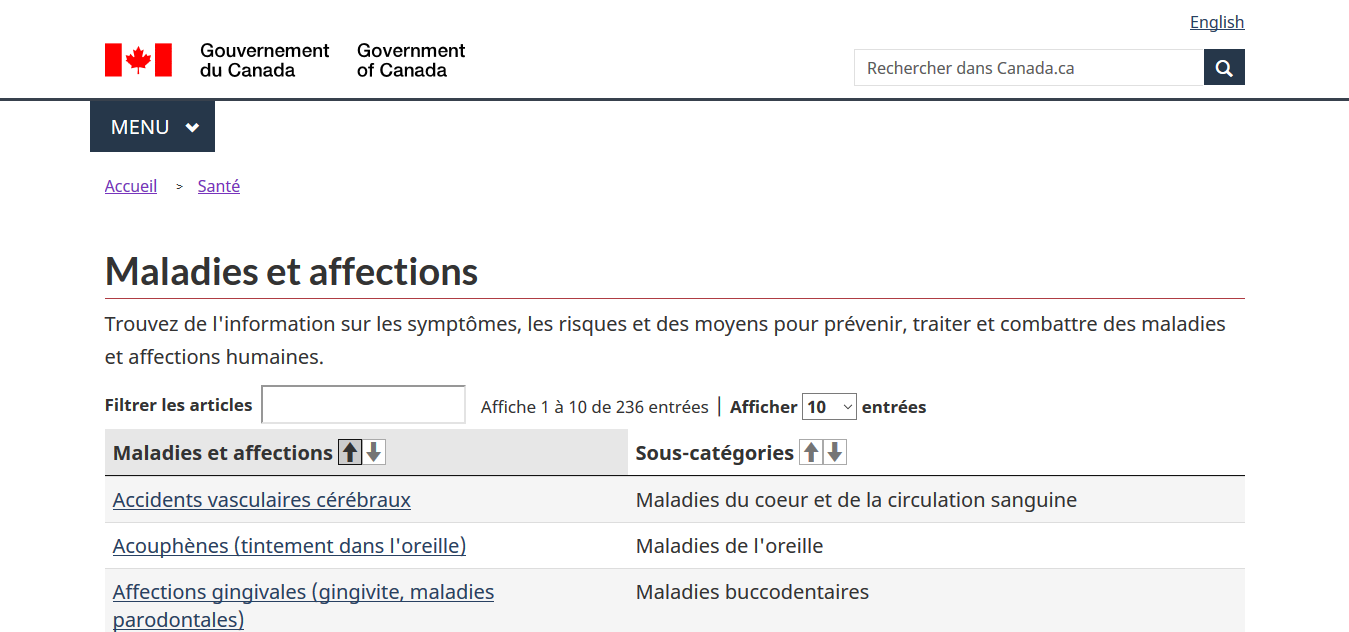 English
Gouvernement du Canada
Government of Canada
Rechercher dans Canada.ca
MENU
Accueil > Santé
Maladies et affections
Trouvez de l'information sur les symptômes, les risques et des moyens pour prévenir, traiter et combattre des maladies
et affections humaines.
Filtrer les articles Affiche 1 à 10 de 236 entrées | Afficher 10 entrées
Maladies et affections Sous-catégories
Accidents vasculaires cérébraux Maladies du coeur et de la circulation sanguine
Acouphènes (tintement dans l'oreille) Maladies de l'oreille
Affections gingivales (gingivite, maladies Maladies buccodentaires
parodontales)